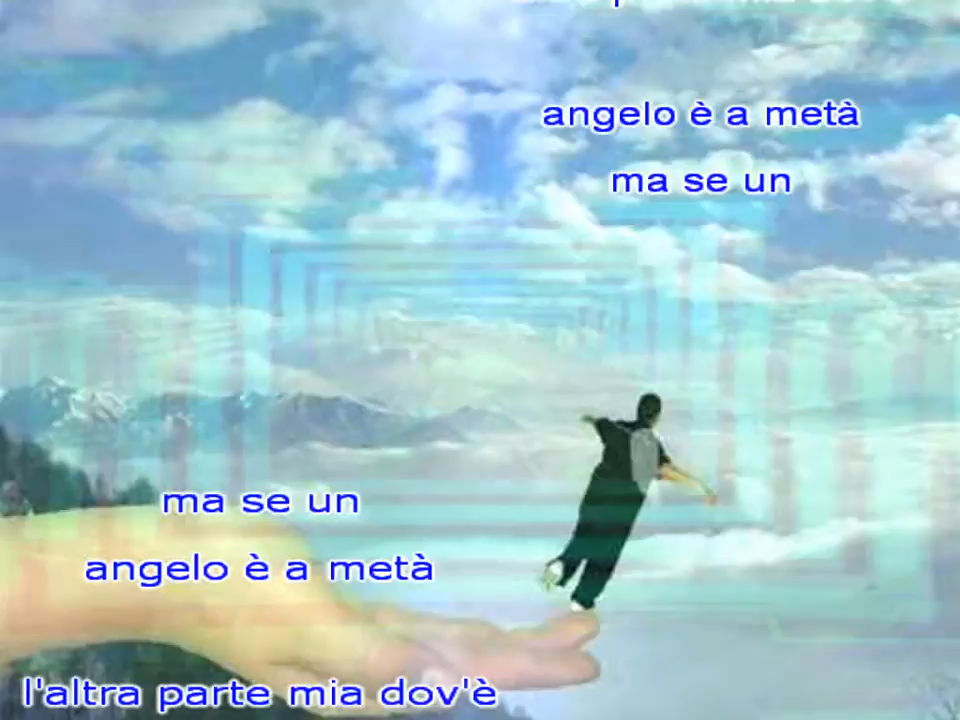 angelo è a metà
ma se un
ma se un
angelo è a metà
l'altra parte mia dov'è